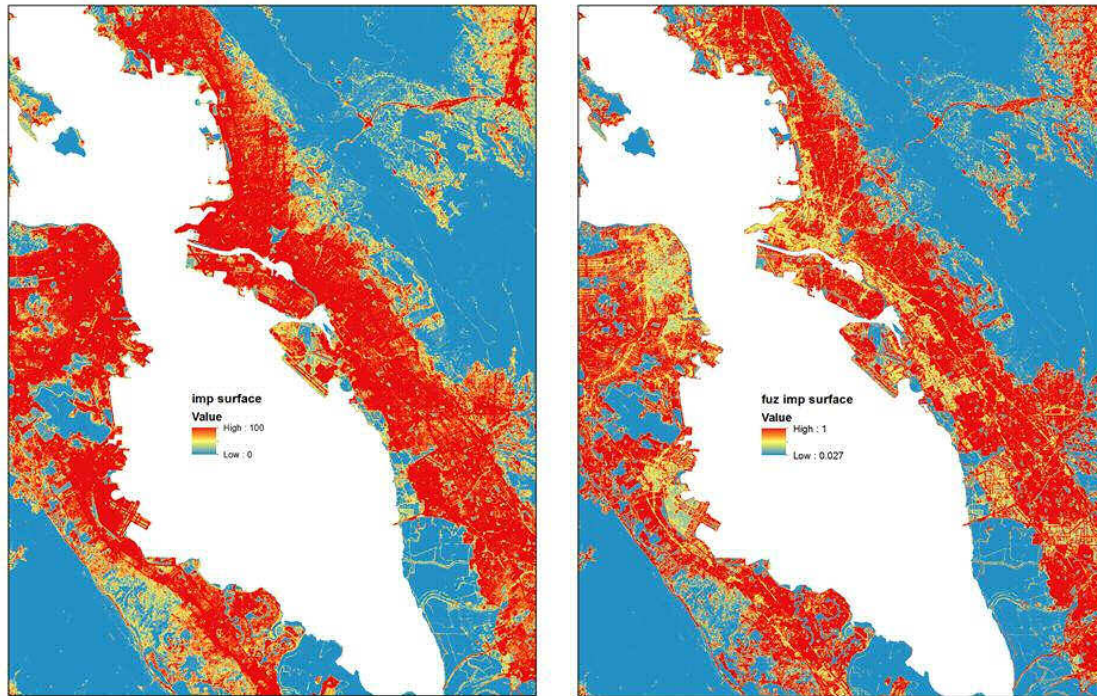 imp surface
Value
High : 100
Low : 0
fuz imp surface
Value
High : 1
Low : 0.027